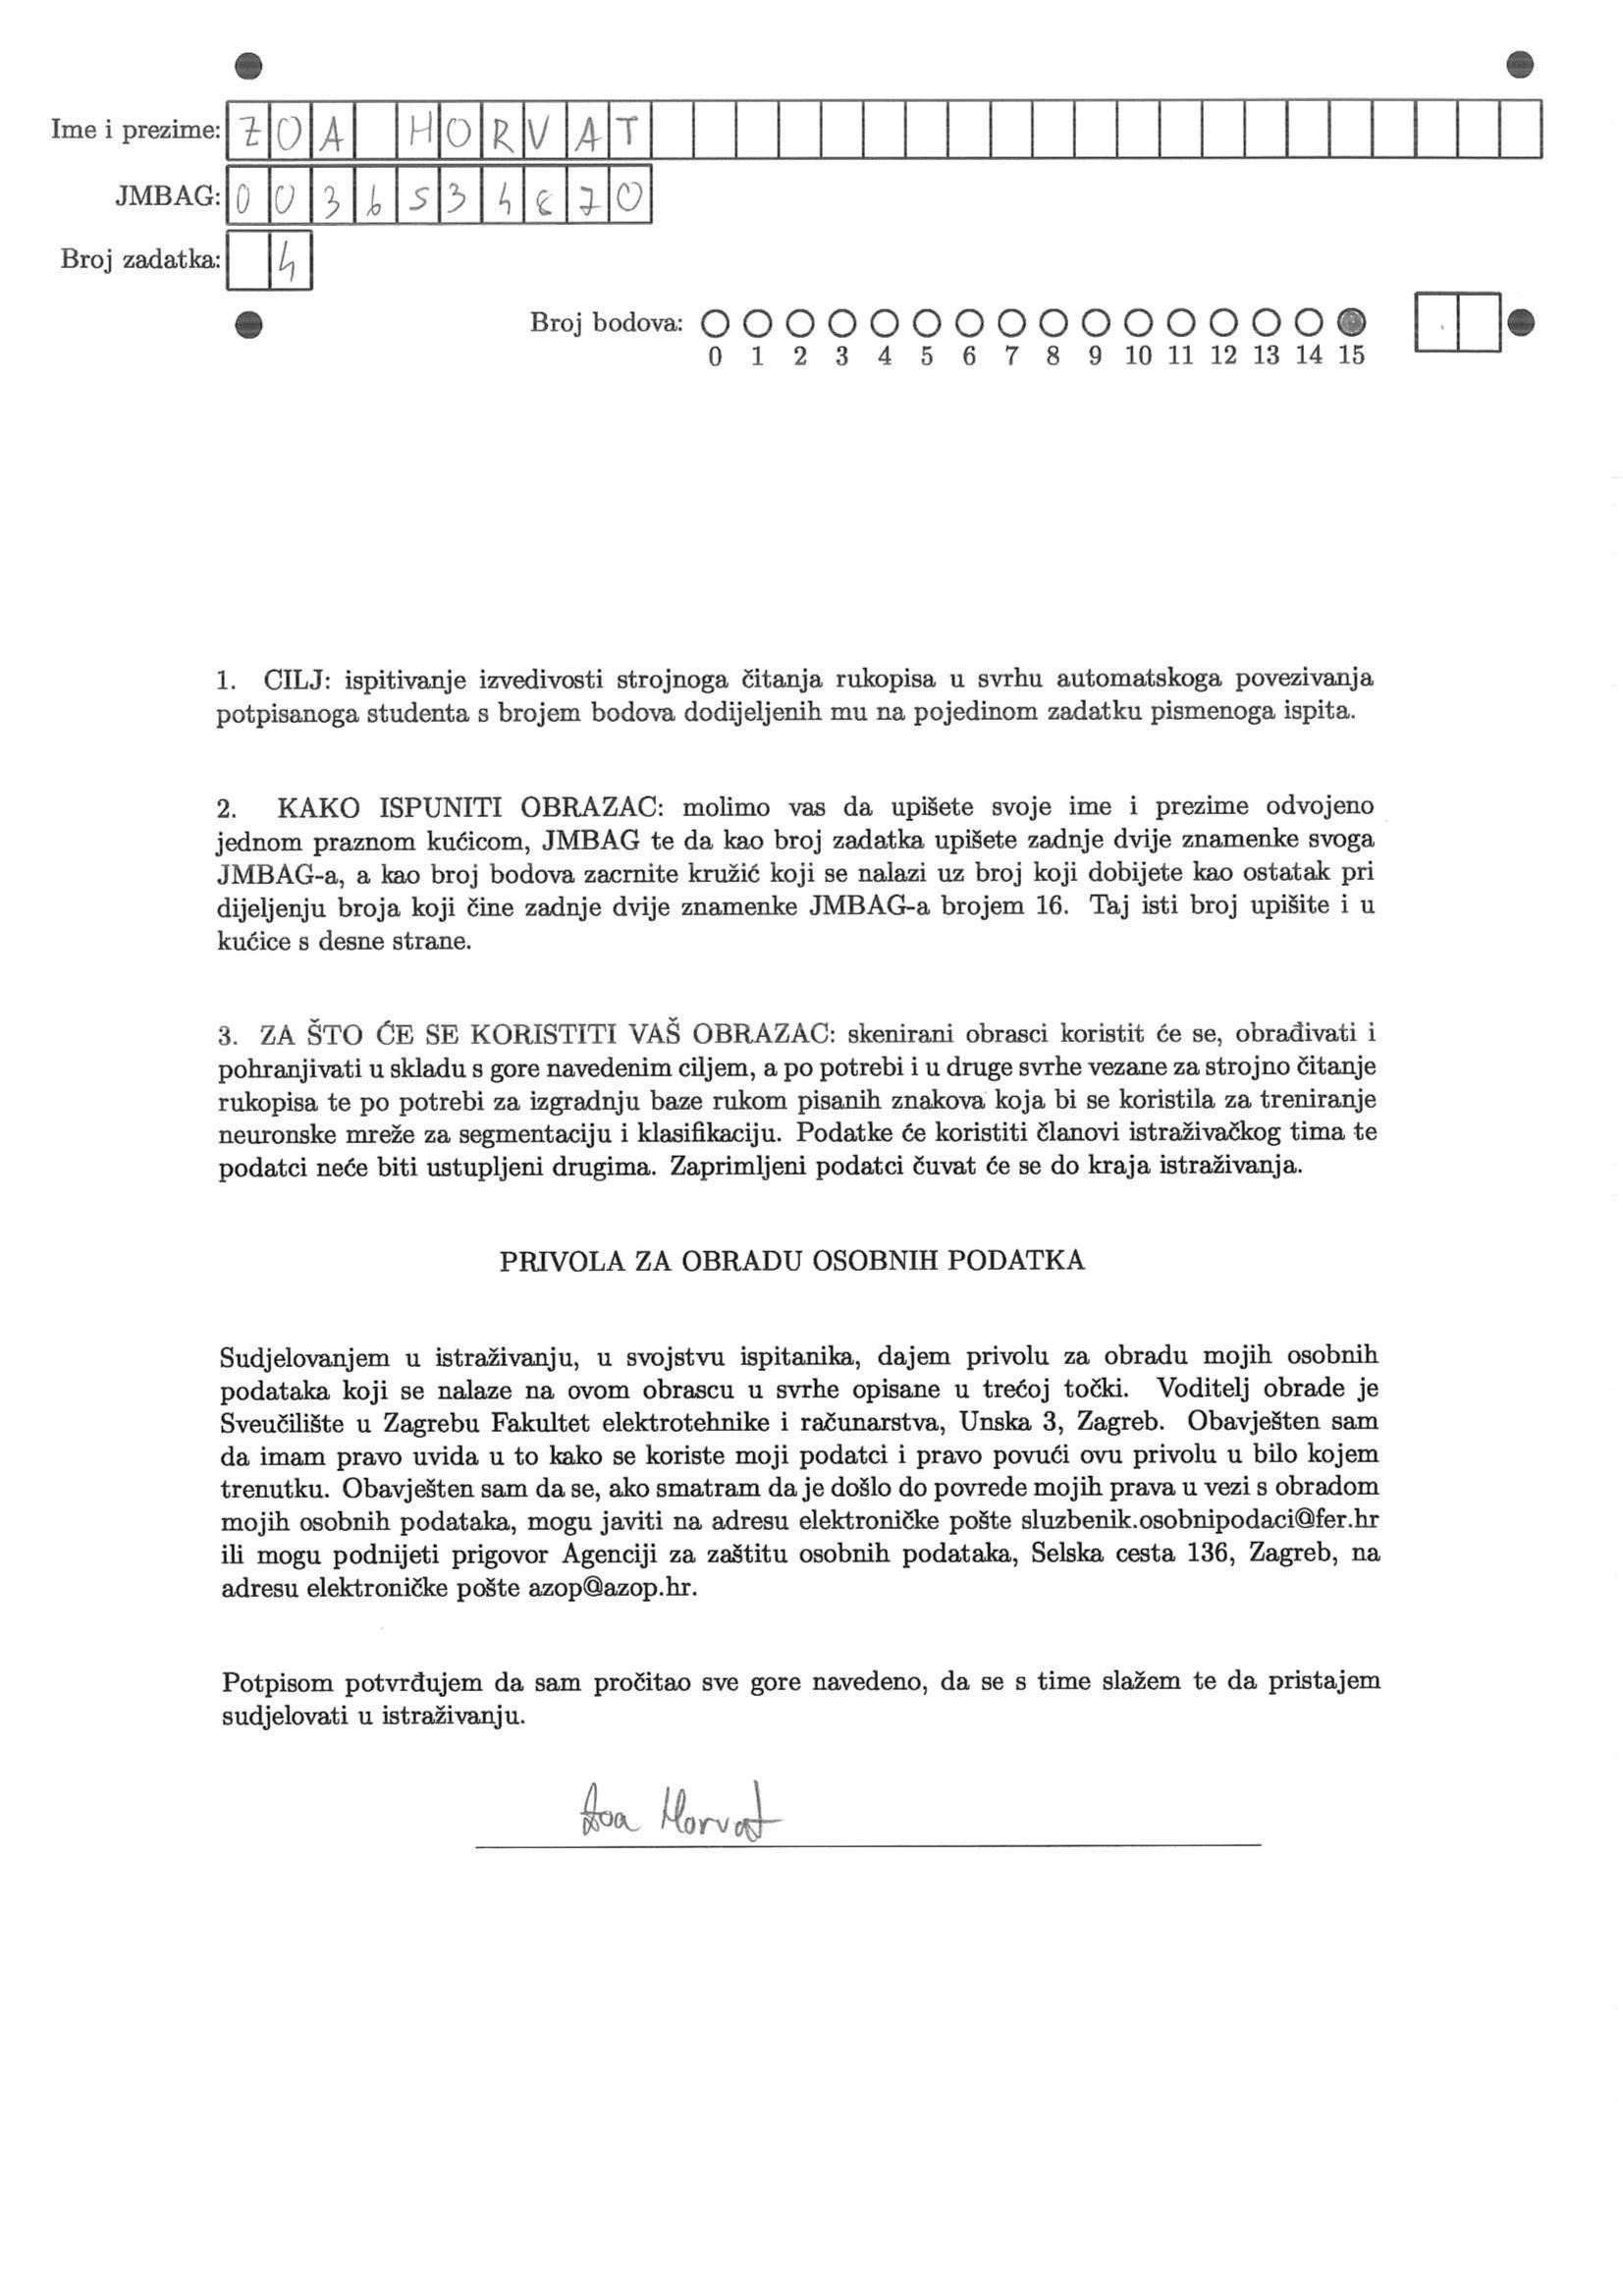 Ime i prezime: ZOA HORVAT
JMBAG: 0036534870
Broj zadatka: 4
Broj bodova:
0 1 2 3 4 5 6 7 8 9 10 11 12 13 14 15
1. CILJ: ispitivanje izvedivosti strojnoga čitanja rukopisa u svrhu automatskoga povezivanja
potpisanoga studenta s brojem bodova dodijeljenih mu na pojedinom zadatku pismenoga ispita.
2. KAKO ISPUNITI OBRAZAC: molimo vas da upišete svoje ime i prezime odvojeno
jednom praznom kućicom, JMBAG te da kao broj zadatka upišete zadnje dvije znamenke svoga
JMBAG-a, a kao broj bodova zacrnite kružić koji se nalazi uz broj koji dobijete kao ostatak pri
dijeljenju broja koji čine zadnje dvije znamenke JMBAG-a brojem 16. Taj isti broj upišite i u
kućice s desne strane.
3. ZA ŠTO ĆE SE KORISTITI VAŠ OBRAZAC: skenirani obrasci koristit će se, obrađivati i
pohranjivati u skladu s gore navedenim ciljem, a po potrebi i u druge svrhe vezane za strojno čitanje
rukopisa te po potrebi za izgradnju baze rukom pisanih znakova koja bi se koristila za treniranje
neuronske mreže za segmentaciju i klasifikaciju. Podatke će koristiti članovi istraživačkog tima te
podatci neće biti ustupljeni drugima. Zaprimljeni podatci čuvat će se do kraja istraživanja.
PRIVOLA ZA OBRADU OSOBNIH PODATKA
Sudjelovanjem u istraživanju, u svojstvu ispitanika, dajem privolu za obradu mojih osobnih
podataka koji se nalaze na ovom obrascu u svrhe opisane u trećoj točki. Voditelj obrade je
Sveučilište u Zagrebu Fakultet elektrotehnike i računarstva, Unska 3, Zagreb. Obavješten sam
da imam pravo uvida u to kako se koriste moji podatci i pravo povući ovu privolu u bilo kojem
trenutku. Obavješten sam da se, ako smatram da je došlo do povrede mojih prava u vezi s obradom
mojih osobnih podataka, mogu javiti na adresu elektroničke pošte sluzbenik.osobnipodaci@fer.hr
ili mogu podnijeti prigovor Agenciji za zaštitu osobnih podataka, Selska cesta 136, Zagreb, na
adresu elektroničke pošte azop@azop.hr.
Potpisom potvrđujem da sam pročitao sve gore navedeno, da se s time slažem te da pristajem
sudjelovati u istraživanju.
Zoa Horvat